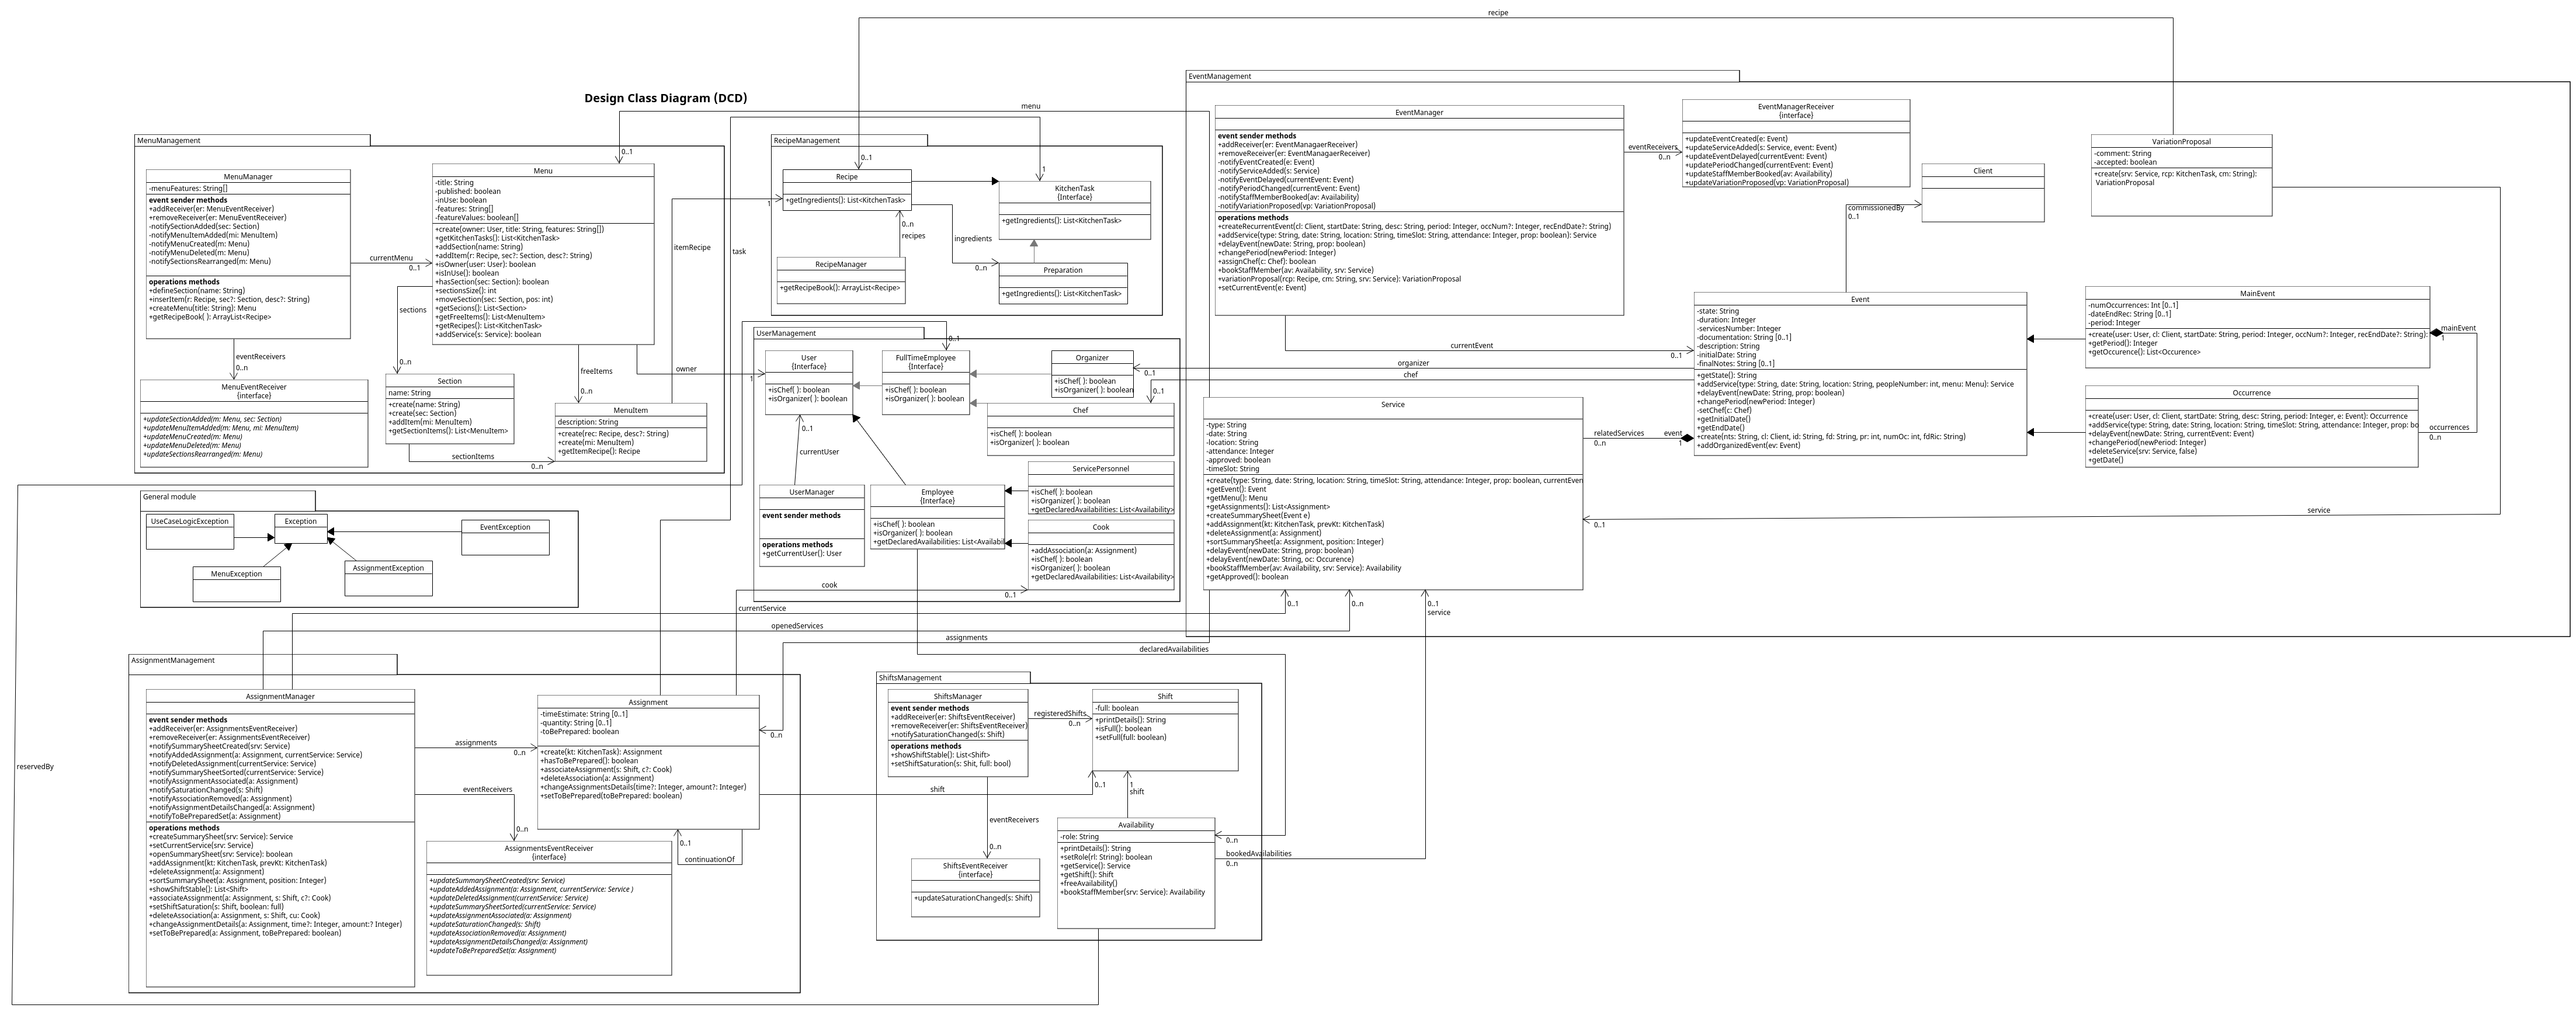 recipe
Design Class Diagram (DCD)
menu
MenuManagement
MenuManager
-menuFeatures: String[]
event sender methods
+addReceiver(er: MenuEventReceiver)
+removeReceiver(er: MenuEventReceiver)
-notifySectionAdded(sec: Section)
-notifyMenuItemAdded(mi: MenuItem)
-notifyMenuCreated(m: Menu)
-notifyMenuDeleted(m: Menu)
-notifySectionsRearranged(m: Menu)
operations methods
+defineSection(name: String)
+inserItem(r: Recipe, sec?: Section, desc?: String)
+createMenu(title: String): Menu
+getRecipeBook( ): ArrayList<Recipe>
currentMenu
0..1
eventReceivers
0..n
MenuEventReceiver
{interface}
+updateSectionAdded(m: Menu, sec: Section)
+updateMenuItemAdded(m: Menu, mi: MenuItem)
+updateMenuCreated(m: Menu)
+updateMenuDeleted(m: Menu)
+updateSectionsRearranged(m: Menu)
0..1
Menu
-title: String
-published: boolean
-inUse: boolean
-features: String[]
-featureValues: boolean[]
+create(owner: User, title: String, features: String[])
+getKitchenTasks(): List<KitchenTask>
+addSection(name: String)
+addItem(r: Recipe, sec?: Section, desc?: String)
+isOwner(user: User): boolean
+isInUse(): boolean
+hasSection(sec: Section): boolean
+sectionsSize(): int
+moveSection(sec: Section, pos: int)
+getSecions(): List<Section>
+getFreeItems(): List<MenuItem>
+getRecipes(): List<KitchenTask>
+addService(s: Service): boolean
sections
0..n
Section
name: String
+create(name: String)
+create(sec: Section)
+addItem(mi: MenuItem)
+getSectionItems(): List<MenuItem>
sectionItems
0..n
freeItems
0..n
owner
1
MenuItem
description: String
+create(rec: Recipe, desc?: String)
+create(mi: MenuItem)
+getItemRecipe(): Recipe
itemRecipe
1
task
RecipeManagement
0..1
Recipe
+getIngredients(): List<KitchenTask>
1
KitchenTask
{Interface}
+getIngredients(): List<KitchenTask>
0..n
recipes
ingredients
0..n
RecipeManager
+getRecipeBook(): ArrayList<Recipe>
Preparation
+getIngredients(): List<KitchenTask>
UserManagement
0..1
User
{Interface}
+isChef( ): boolean
+isOrganizer( ): boolean
FullTimeEmployee
{Interface}
+isChef( ): boolean
+isOrganizer( ): boolean
Organizer
+isChef( ): boolean
+isOrganizer( ): boolean
0..1
Chef
+isChef( ): boolean
+isOrganizer( ): boolean
0..1
0..1
currentUser
UserManager
event sender methods
operations methods
+getCurrentUser(): User
Employee
{Interface}
+isChef( ): boolean
+isOrganizer( ): boolean
+getDeclaredAvailabilities: List<Availabil
ServicePersonnel
+isChef( ): boolean
+isOrganizer( ): boolean
+getDeclaredAvailabilities: List<Availability>
Cook
+addAssociation(a: Assignment)
+isChef( ): boolean
+isOrganizer( ): boolean
+getDeclaredAvailabilities: List<Availability>
cook
0..1
General module
UseCaseLogicException
Exception
EventException
MenuException
AssignmentException
EventManagement
EventManager
event sender methods
+addReceiver(er: EventManagaerReceiver)
+removeReceiver(er: EventManagaerReceiver)
-notifyEventCreated(e: Event)
-notifyServiceAdded(s: Service)
-notifyEventDelayed(currentEvent: Event)
-notifyPeriodChanged(currentEvent: Event)
-notifyStaffMemberBooked(av: Availability)
-notifyVariationProposed(vp: VariationProposal)
operations methods
+createRecurrentEvent(cl: Client, startDate: String, desc: String, period: Integer, occNum?: Integer, recEndDate?: String)
+addService(type: String, date: String, location: String, timeSlot: String, attendance: Integer, prop: boolean): Service
+delayEvent(newDate: String, prop: boolean)
+changePeriod(newPeriod: Integer)
+assignChef(c: Chef): boolean
+bookStaffMember(av: Availability, srv: Service)
+variationProposal(rcp: Recipe, cm: String, srv: Service): VariationProposal
+setCurrentEvent(e: Event)
eventReceivers
0..n
EventManagerReceiver
{interface}
+updateEventCreated(e: Event)
+updateServiceAdded(s: Service, event: Event)
+updateEventDelayed(currentEvent: Event)
+updatePeriodChanged(currentEvent: Event)
+updateStaffMemberBooked(av: Availability)
+updateVariationProposed(vp: VariationProposal)
Client
commissionedBy
0..1
VariationProposal
-comment: String
-accepted: boolean
+create(srv: Service, rcp: KitchenTask, cm: String):
VariationProposal
currentEvent
0..1
organizer
chef
Event
-state: String
-duration: Integer
-servicesNumber: Integer
-documentation: String [0..1]
-description: String
-initialDate: String
-finalNotes: String [0..1]
+getState(): String
+addService(type: String, date: String, location: String, peopleNumber: int, menu: Menu): Service
+delayEvent(newDate: String, prop: boolean)
+changePeriod(newPeriod: Integer)
-setChef(c: Chef)
+getInitialDate()
+getEndDate()
+create(nts: String, cl: Client, id: String, fd: String, pr: int, numOc: int, fdRic: String)
+addOrganizedEvent(ev: Event)
MainEvent
-numOccurrences: Int [0..1]
-dateEndRec: String [0..1]
-period: Integer
+create(user: User, cl: Client, startDate: String, period: Integer, occNum?: Integer, recEndDate?: String):
+getPeriod(): Integer
+getOccurence(): List<Occurence>
mainEvent
1
Occurrence
+create(user: User, cl: Client, startDate: String, desc: String, period: Integer, e: Event): Occurrence
+addService(type: String, date: String, location: String, timeSlot: String, attendance: Integer, prop: bo
+delayEvent(newDate: String, currentEvent: Event)
+changePeriod(newPeriod: Integer)
+deleteService(srv: Service, false)
+getDate()
occurrences
0..n
Service
-type: String
-date: String
-location: String
-attendance: Integer
-approved: boolean
-timeSlot: String
+create(type: String, date: String, location: String, timeSlot: String, attendance: Integer, prop: boolean, currentEven
+getEvent(): Event
+getMenu(): Menu
+getAssignments(): List<Assignment>
+createSummarySheet(Event e)
+addAssignment(kt: KitchenTask, prevKt: KitchenTask)
+deleteAssignment(a: Assignment)
+sortSummarySheet(a: Assignment, position: Integer)
+delayEvent(newDate: String, prop: boolean)
+delayEvent(newDate: String, oc: Occurence)
+bookStaffMember(av: Availability, srv: Service): Availability
+getApproved(): boolean
relatedServices
0..n
event
1
service
0..1
currentService
0..1
0..n
0..1
service
openedServices
assignments
declaredAvailabilities
AssignmentManagement
AssignmentManager
event sender methods
+addReceiver(er: AssignmentsEventReceiver)
+removeReceiver(er: AssignmentsEventReceiver)
+notifySummarySheetCreated(srv: Service)
+notifyAddedAssignment(a: Assignment, currentService: Service)
+notifyDeletedAssignment(currentService: Service)
+notifySummarySheetSorted(currentService: Service)
+notifyAssignmentAssociated(a: Assignment)
+notifySaturationChanged(s: Shift)
+notifyAssociationRemoved(a: Assignment)
+notifyAssignmentDetailsChanged(a: Assignment)
+notifyToBePreparedSet(a: Assignment)
operations methods
+createSummarySheet(srv: Service): Service
+setCurrentService(srv: Service)
+openSummarySheet(srv: Service): boolean
+addAssignment(kt: KitchenTask, prevKt: KitchenTask)
+deleteAssignment(a: Assignment)
+sortSummarySheet(a: Assignment, position: Integer)
+showShiftStable(): List<Shift>
+associateAssignment(a: Assignment, s: Shift, c?: Cook)
+setShiftSaturation(s: Shift, boolean: full)
+deleteAssociation(a: Assignment, s: Shift, cu: Cook)
+changeAssignmentDetails(a: Assignment, time?: Integer, amount:? Integer)
+setToBePrepared(a: Assignment, toBePrepared: boolean)
assignments
0..n
eventReceivers
0..n
Assignment
-timeEstimate: String [0..1]
-quantity: String [0..1]
-toBePrepared: boolean
+create(kt: KitchenTask): Assignment
+hasToBePrepared(): boolean
+associateAssignment(s: Shift, c?: Cook)
+deleteAssociation(a: Assignment)
+changeAssignmentsDetails(time?: Integer, amount?: Integer)
+setToBePrepared(toBePrepared: boolean)
0..n
0..1
continuationOf
AssignmentsEventReceiver
{interface}
+updateSummarySheetCreated(srv: Service)
+updateAddedAssignment(a: Assignment, currentService: Service )
+updateDeletedAssignment(currentService: Service)
+updateSummarySheetSorted(currentService: Service)
+updateAssignmentAssociated(a: Assignment)
+updateSaturationChanged(s: Shift)
+updateAssociationRemoved(a: Assignment)
+updateAssignmentDetailsChanged(a: Assignment)
+updateToBePreparedSet(a: Assignment)
reservedBy
ShiftsManagement
ShiftsManager
event sender methods
+addReceiver(er: ShiftsEventReceiver)
+removeReceiver(er: ShiftsEventReceiver)
+notifySaturationChanged(s: Shift)
operations methods
+showShiftStable(): List<Shift>
+setShiftSaturation(s: Shit, full: bool)
registeredShifts
0..n
Shift
-full: boolean
+printDetails(): String
+isFull(): boolean
+setFull(full: boolean)
shift
0..1
1
shift
eventReceivers
0..n
ShiftsEventReceiver
{interface}
+updateSaturationChanged(s: Shift)
Availability
-role: String
+printDetails(): String
+setRole(rl: String): boolean
+getService(): Service
+getShift(): Shift
+freeAvailability()
+bookStaffMember(srv: Service): Availability
0..n
bookedAvailabilities
0..n